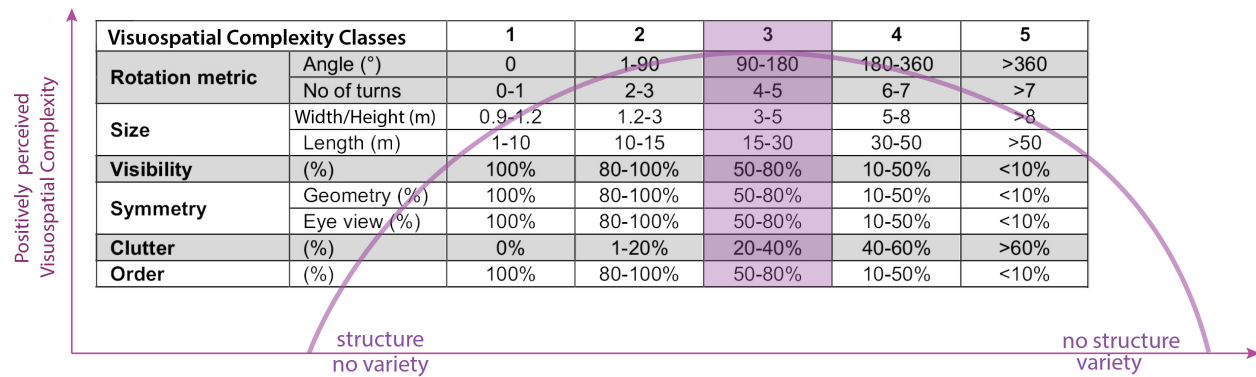 Positively perceived
Visuospatial Complexity
Visuospatial Complexity Classes 1 2 3 4 5
Rotation metric
Angle (°) 0 1-90 90-180 180-360 >360
No of turns 0-1 2-3 4-5 6-7 >7
Size
Width/Height (m) 0.9-1.2 1.2-3 3-5 5-8 >8
Length (m) 1-10 10-15 15-30 30-50 >50
Visibility (%) 100% 80-100% 50-80% 10-50% <10%
Symmetry
Geometry (%) 100% 80-100% 50-80% 10-50% <10%
Eye view (%) 100% 80-100% 50-80% 10-50% <10%
Clutter (%) 0% 1-20% 20-40% 40-60% >60%
Order (%) 100% 80-100% 50-80% 10-50% <10%
structure
no variety
no structure
variety